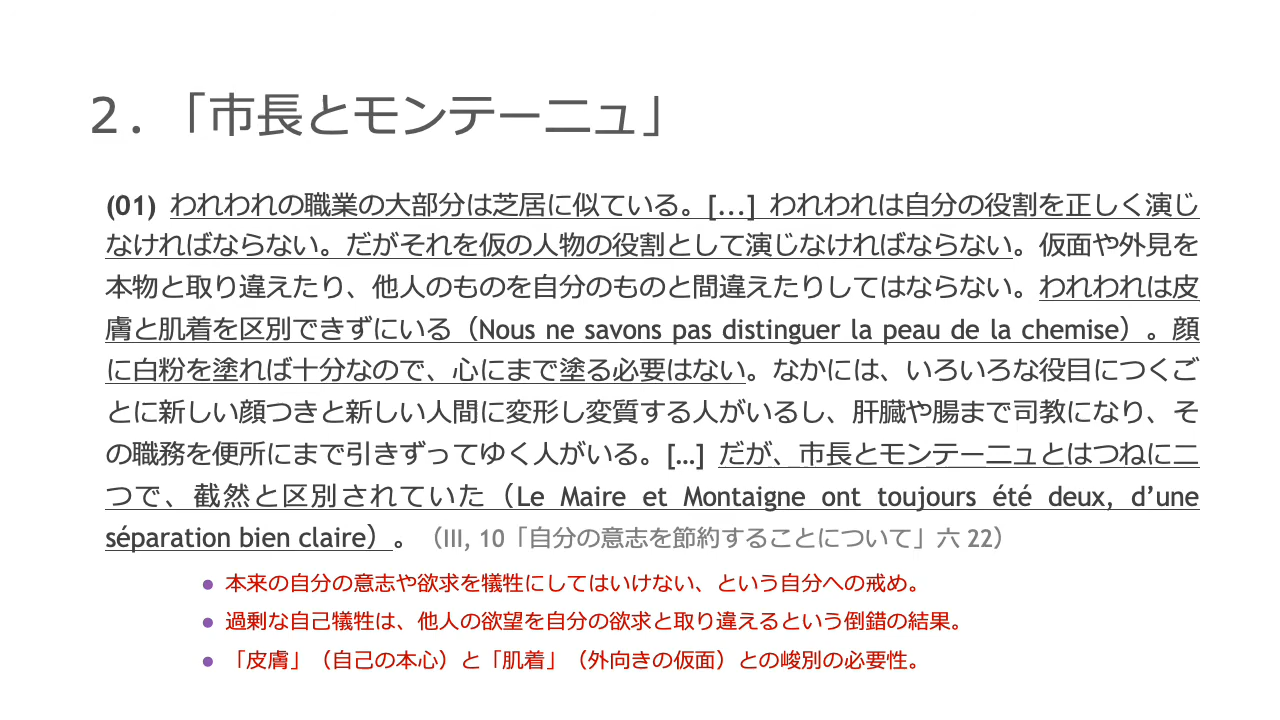 ２．「市長とモンテーニュ」
(01) われわれの職業の大部分は芝居に似ている。[...] われわれは自分の役割を正しく演じ
なければならない。だがそれを仮の人物の役割として演じなければならない。仮面や外見を
本物と取り違えたり、他人のものを自分のものと間違えたりしてはならない。われわれは皮
膚と肌着を区別できずにいる（Nous ne savons pas distinguer la peau de la chemise）。顔
に白粉を塗れば十分なので、心にまで塗る必要はない。なかには、いろいろな役目につくご
とに新しい顔つきと新しい人間に変形し変質する人がいるし、肝臓や腸まで司教になり、そ
の職務を便所にまで引きずってゆく人がいる。[…] だが、市長とモンテーニュとはつねに二
つで、截然と区別されていた（Le Maire et Montaigne ont toujours été deux, d’une
séparation bien claire）。（III, 10「自分の意志を節約することについて」六 22）
● 本来の自分の意志や欲求を犠牲にしてはいけない、という自分への戒め。
● 過剰な自己犠牲は、他人の欲望を自分の欲求と取り違えるという倒錯の結果。
● 「皮膚」（自己の本心）と「肌着」（外向きの仮面）との峻別の必要性。